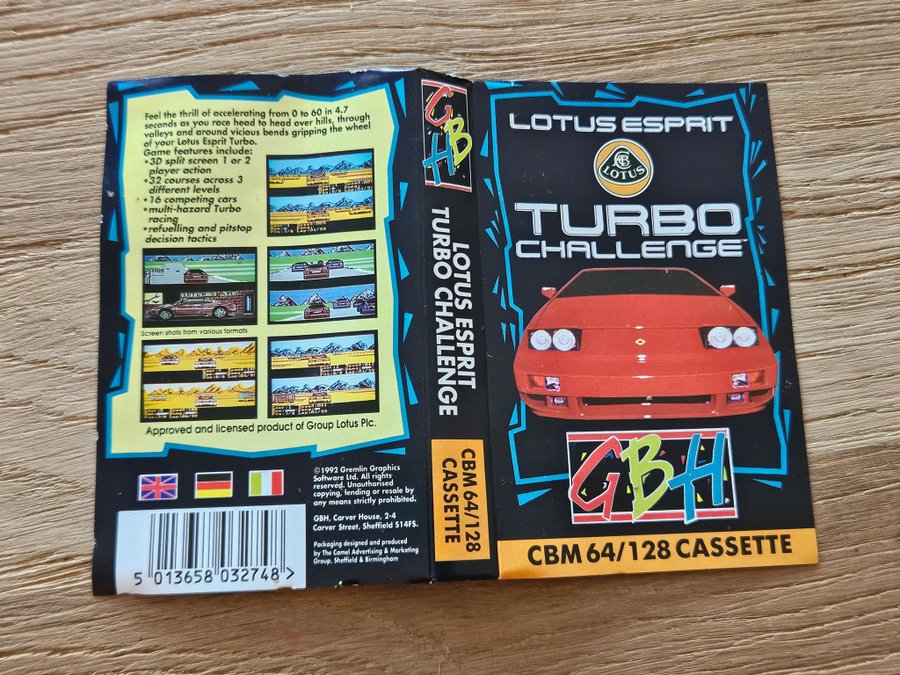 Feel the thrill of accelerating from 0 to 60 in 4.7
seconds as you race head to head over hills, through
valleys and around vicious bends gripping the wheel
of your Lotus Esprit Turbo.
Game features include:
•3D split screen 1 or 2
player action
•32 courses across 3
different levels
•16 competing cars
•multi-hazard Turbo
racing
•refuelling and pitstop
decision tactics
LOTUS TEAM
Screen shots from various formats
Approved and licensed product of Group Lotus Plc.
©1992 Gremlin Graphics
Software Ltd. All rights
reserved. Unauthorised
copying, lending or resale by
any means strictly prohibited.
GBH, Carver House, 2-4
Carver Street, Sheffield S14FS.
Packaging designed and produced
by The Camel Advertising & Marketing
Group, Sheffield & Birmingham
5 013658 032748 >
GBH
LOTUS ESPRIT
TURBO CHALLENGE
CBM 64/128
CASSETTE
LOTUS ESPRIT
LOTUS
TURBO
CHALLENGE™
GBH
CBM 64/128 CASSETTE